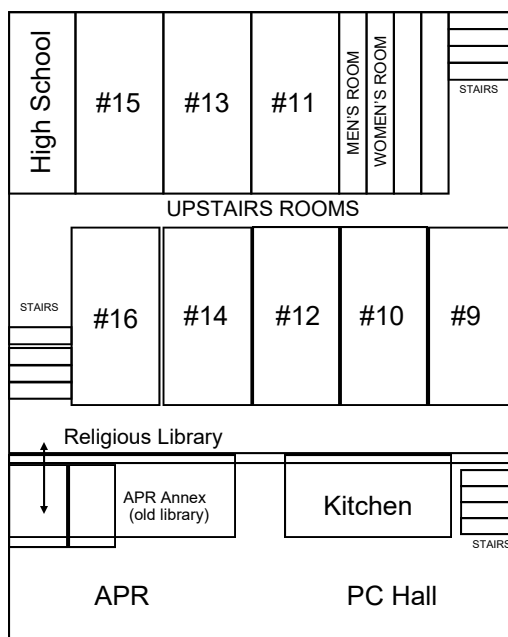 High School
#15
#13
#11
MEN'S ROOM
WOMEN'S ROOM
STAIRS
UPSTAIRS ROOMS
STAIRS
#16
#14
#12
#10
#9
Religious Library
APR Annex
(old library)
Kitchen
STAIRS
APR
PC Hall